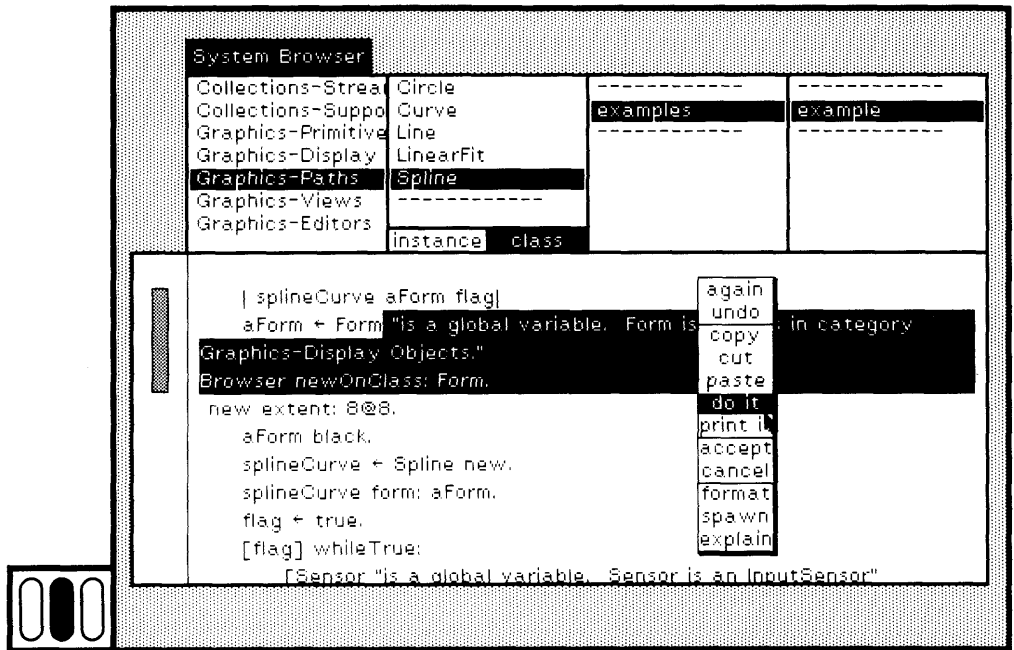 System Browser
Collections-Strea
Collections-Suppo
Graphics-Primitive
Graphics-Display
Graphics-Paths
Graphics-Views
Graphics-Editors
Circle
Curve
Line
LinearFit
Spline
------------
instance class
------------
examples
------------
------------
example
------------
| splineCurve aForm flag|
aForm ← Form "is a global variable. Form is in category
Graphics-Display Objects."
Browser newOnClass: Form.
new extent: 8@8.
aForm black.
splineCurve ← Spline new.
splineCurve form: aForm.
flag ← true.
[flag] whileTrue:
[Sensor "is a global variable. Sensor is an InputSensor"
again
undo
copy
cut
paste
do it
print it
accept
cancel
format
spawn
explain